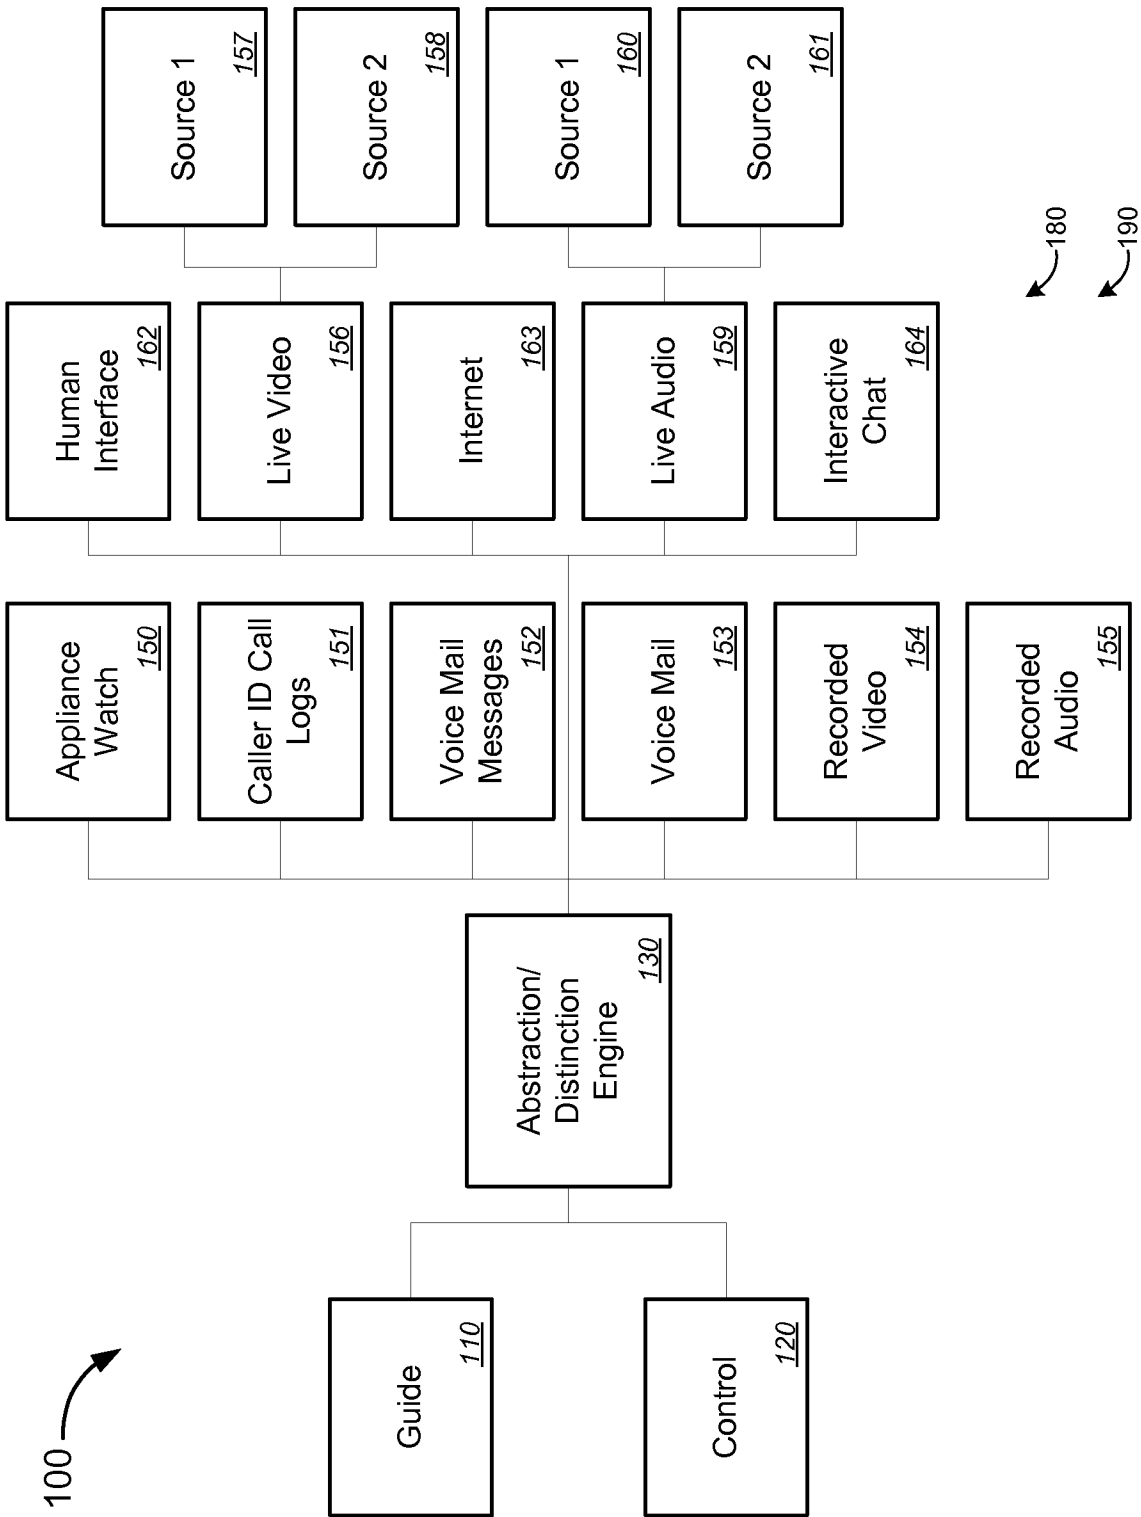 100
Guide
110
Control
120
Abstraction/
Distinction
Engine
130
Appliance
Watch
150
Caller ID Call
Logs
151
Voice Mail
Messages
152
Voice Mail
153
Recorded
Video
154
Recorded
Audio
155
Human
Interface
162
Live Video
156
Internet
163
Live Audio
159
Interactive
Chat
164
Source 1
157
Source 2
158
Source 1
160
Source 2
161
180
190